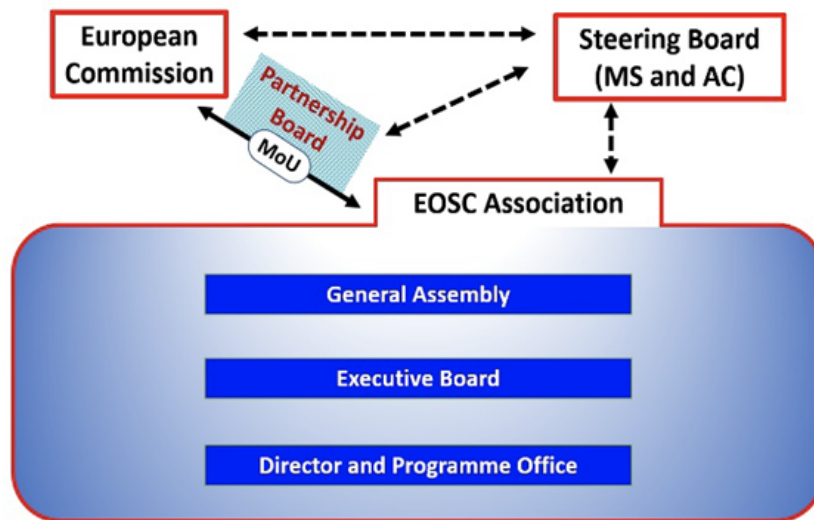 European
Commission
Steering Board
(MS and AC)
Partnership
Board
MoU
EOSC Association
General Assembly
Executive Board
Director and Programme Office